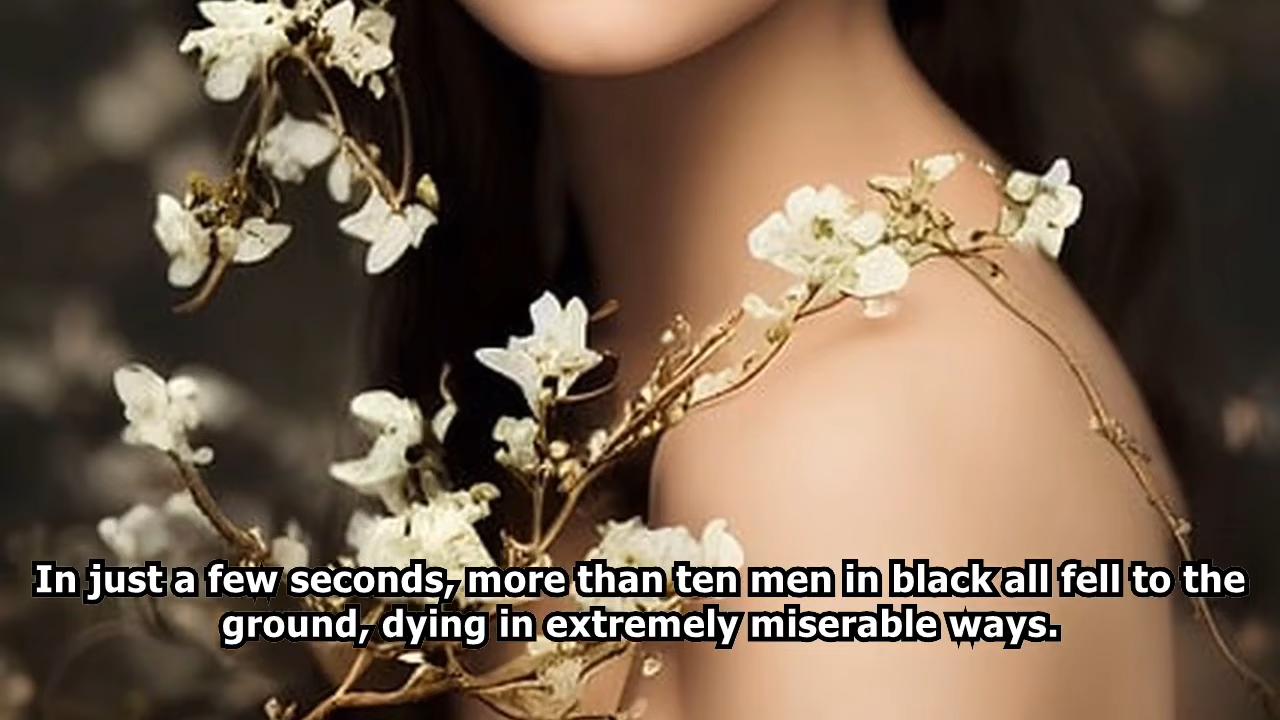 In just a few seconds, more than ten men in black all fell to the
ground, dying in extremely miserable ways.